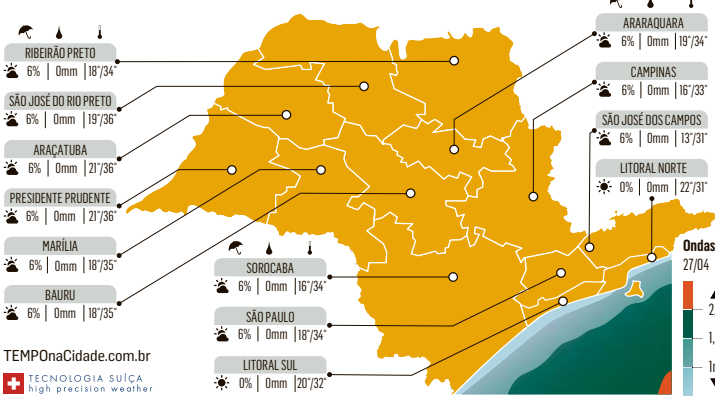 RIBEIRÃO PRETO
6% | 0mm | 18°/34°
SÃO JOSÉ DO RIO PRETO
6% | 0mm | 19°/36°
ARAÇATUBA
6% | 0mm | 21°/36°
PRESIDENTE PRUDENTE
6% | 0mm | 21°/36°
MARÍLIA
6% | 0mm | 18°/35°
BAURU
6% | 0mm | 18°/35°
SOROCABA
6% | 0mm | 16°/34°
SÃO PAULO
6% | 0mm | 18°/34°
LITORAL SUL
0% | 0mm | 20°/32°
ARARAQUARA
6% | 0mm | 19°/34°
CAMPINAS
6% | 0mm | 16°/33°
SÃO JOSÉ DOS CAMPOS
6% | 0mm | 13°/31°
LITORAL NORTE
0% | 0mm | 22°/31°
Ondas
27/04
2,
1,
1m
TEMPOnaCidade.com.br
TECNOLOGIA SUÍÇA
high precision weather